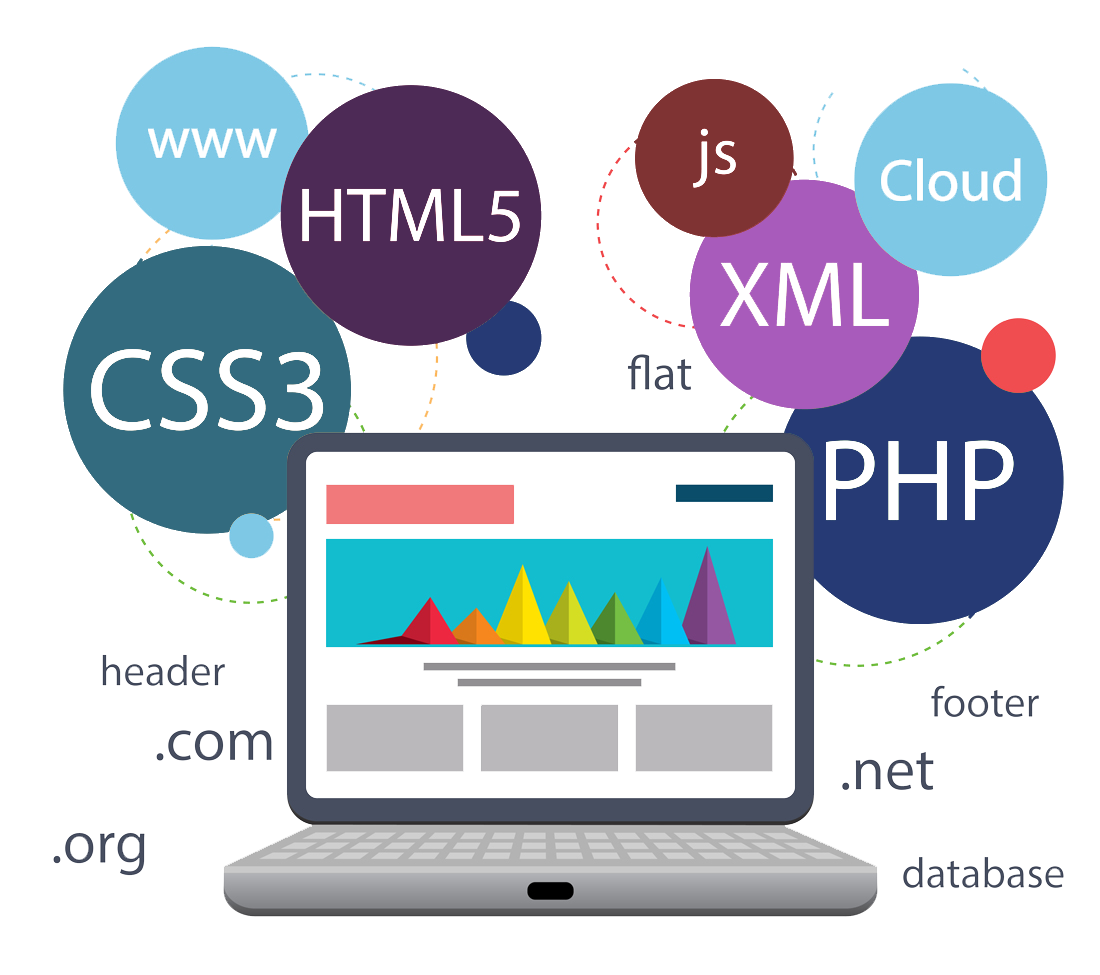 www
HTML5
js
Cloud
XML
CSS3
flat
PHP
header
footer
.com
.net
.org
database